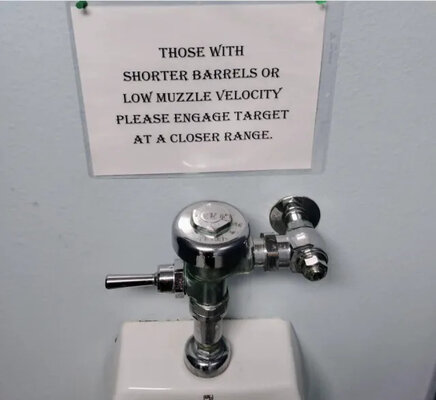 THOSE WITH
SHORTER BARRELS OR
LOW MUZZLE VELOCITY
PLEASE ENGAGE TARGET
AT A CLOSER RANGE.